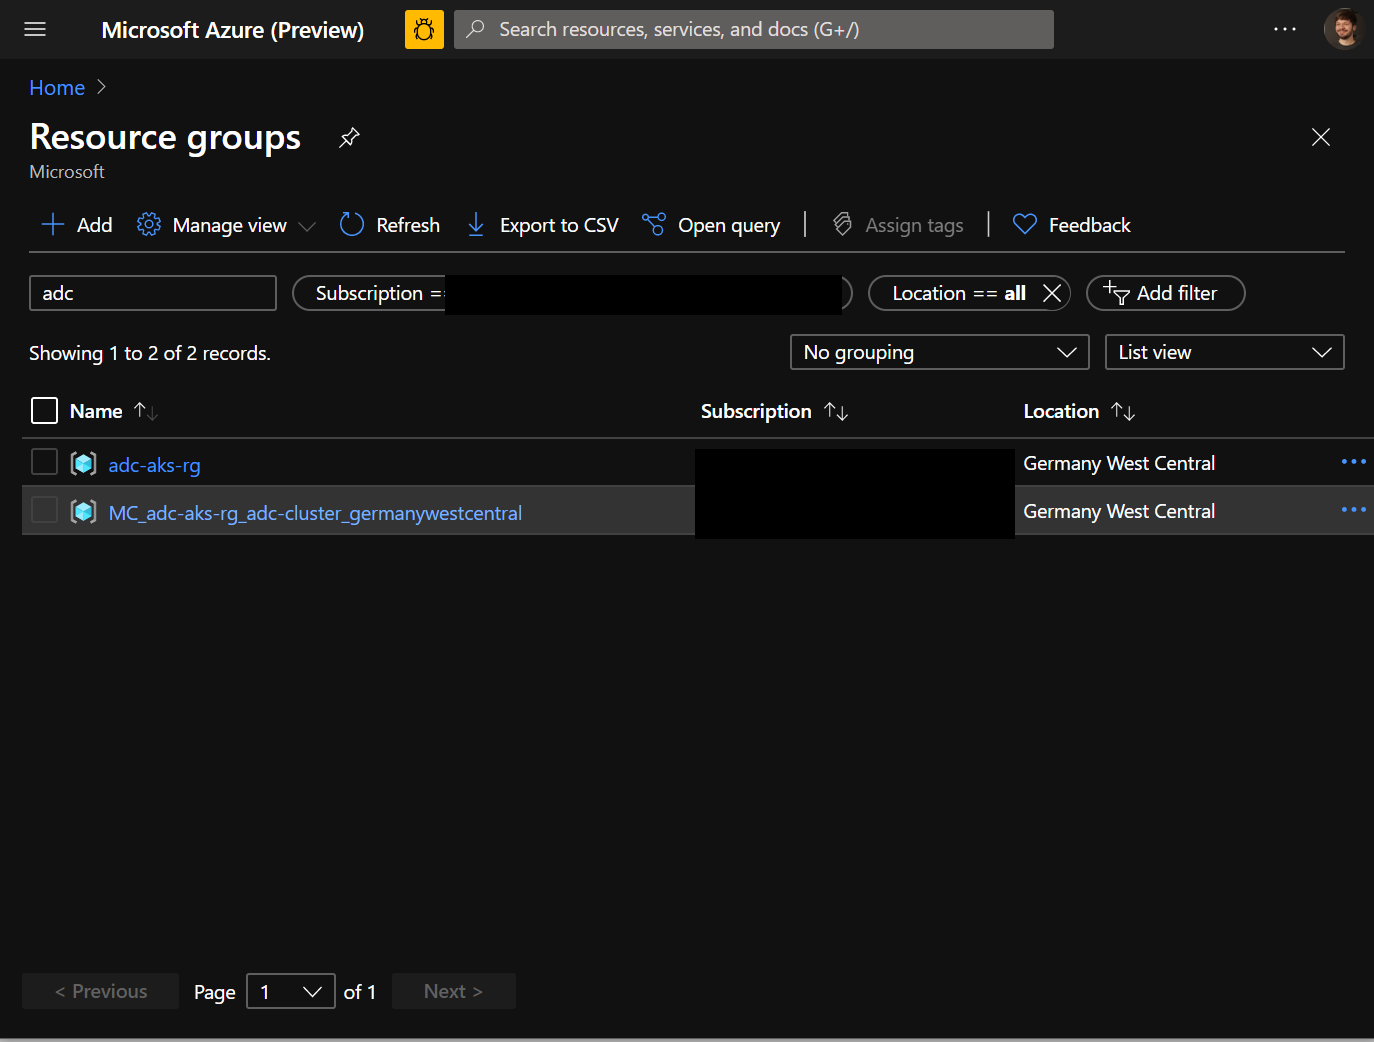 Microsoft Azure (Preview)
Search resources, services, and docs (G+/)
Home
Resource groups
Microsoft
Add
Manage view
Refresh
Export to CSV
Open query
Assign tags
Feedback
adc
Subscription ==
Location == all
Add filter
Showing 1 to 2 of 2 records.
No grouping
List view
Name
Subscription
Location
adc-aks-rg
Germany West Central
MC_adc-aks-rg_adc-cluster_germanywestcentral
Germany West Central
< Previous
Page
1
of 1
Next >